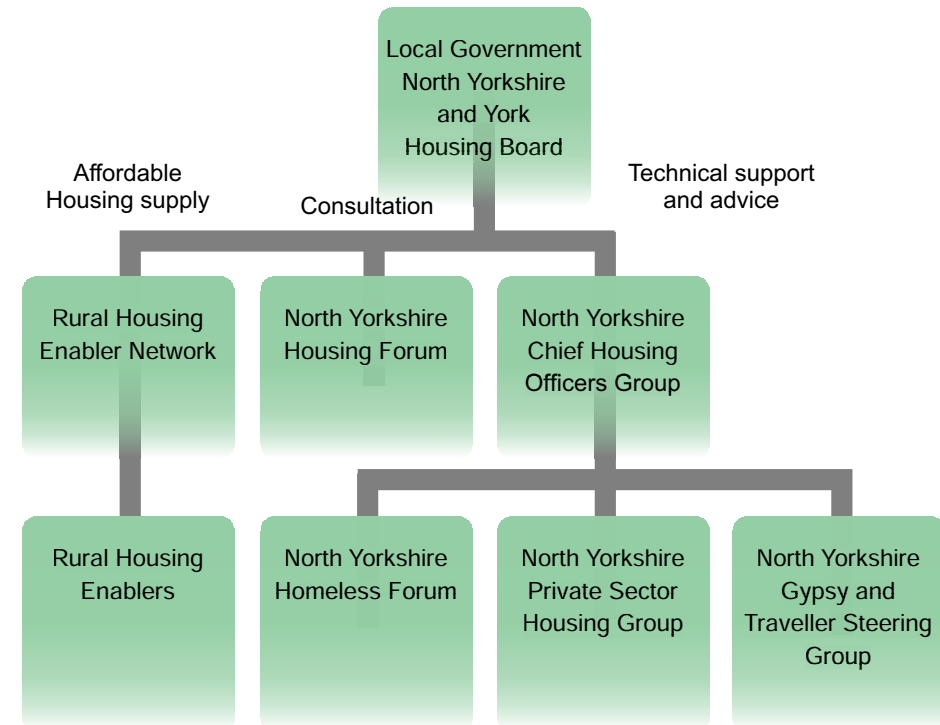 Local Government
North Yorkshire
and York
Housing Board
Affordable
Housing supply
Consultation
Technical support
and advice
Rural Housing
Enabler Network
North Yorkshire
Housing Forum
North Yorkshire
Chief Housing
Officers Group
Rural Housing
Enablers
North Yorkshire
Homeless Forum
North Yorkshire
Private Sector
Housing Group
North Yorkshire
Gypsy and
Traveller Steering
Group